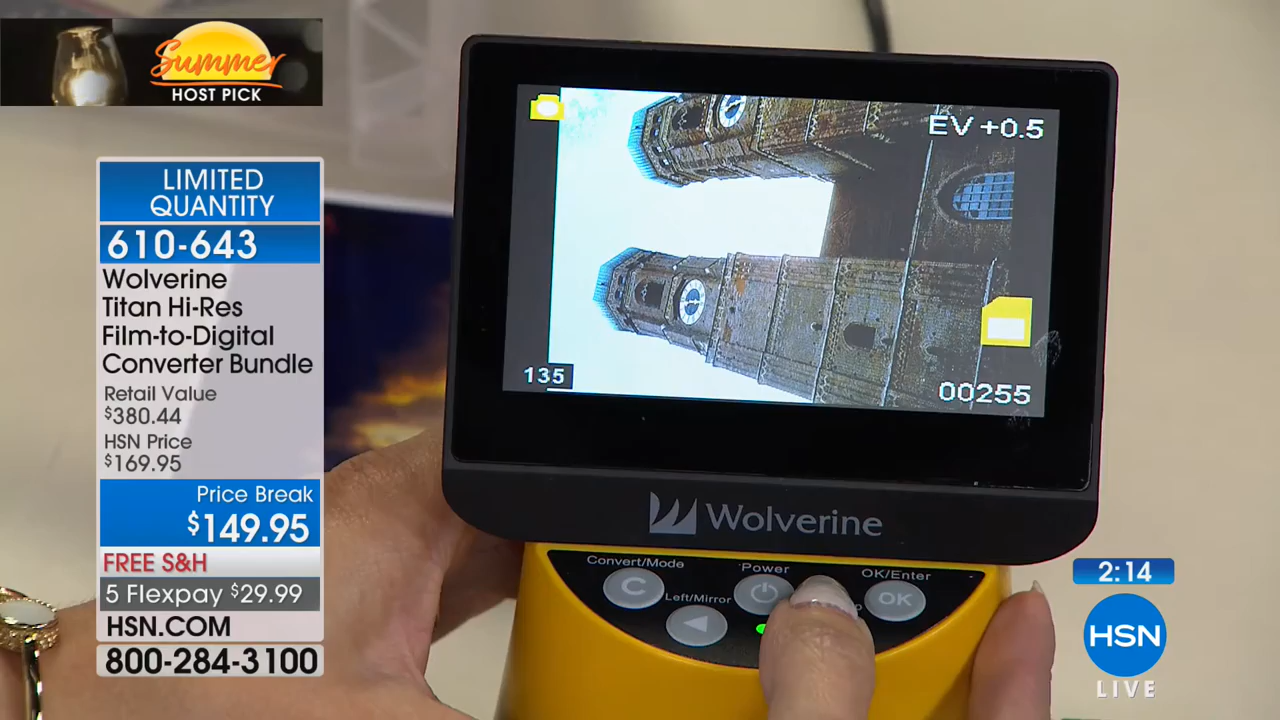 Summer
HOST PICK
LIMITED
QUANTITY
610-643
Wolverine
Titan Hi-Res
Film-to-Digital
Converter Bundle
Retail Value
$380.44
HSN Price
$169.95
Price Break
$149.95
FREE S&H
5 Flexpay $29.99
HSN.COM
800-284-3100
EV +0.5
135
00255
Wolverine
Convert/Mode
Power
OK/Enter
C
OK
Left/Mirror
2:14
HSN
LIVE